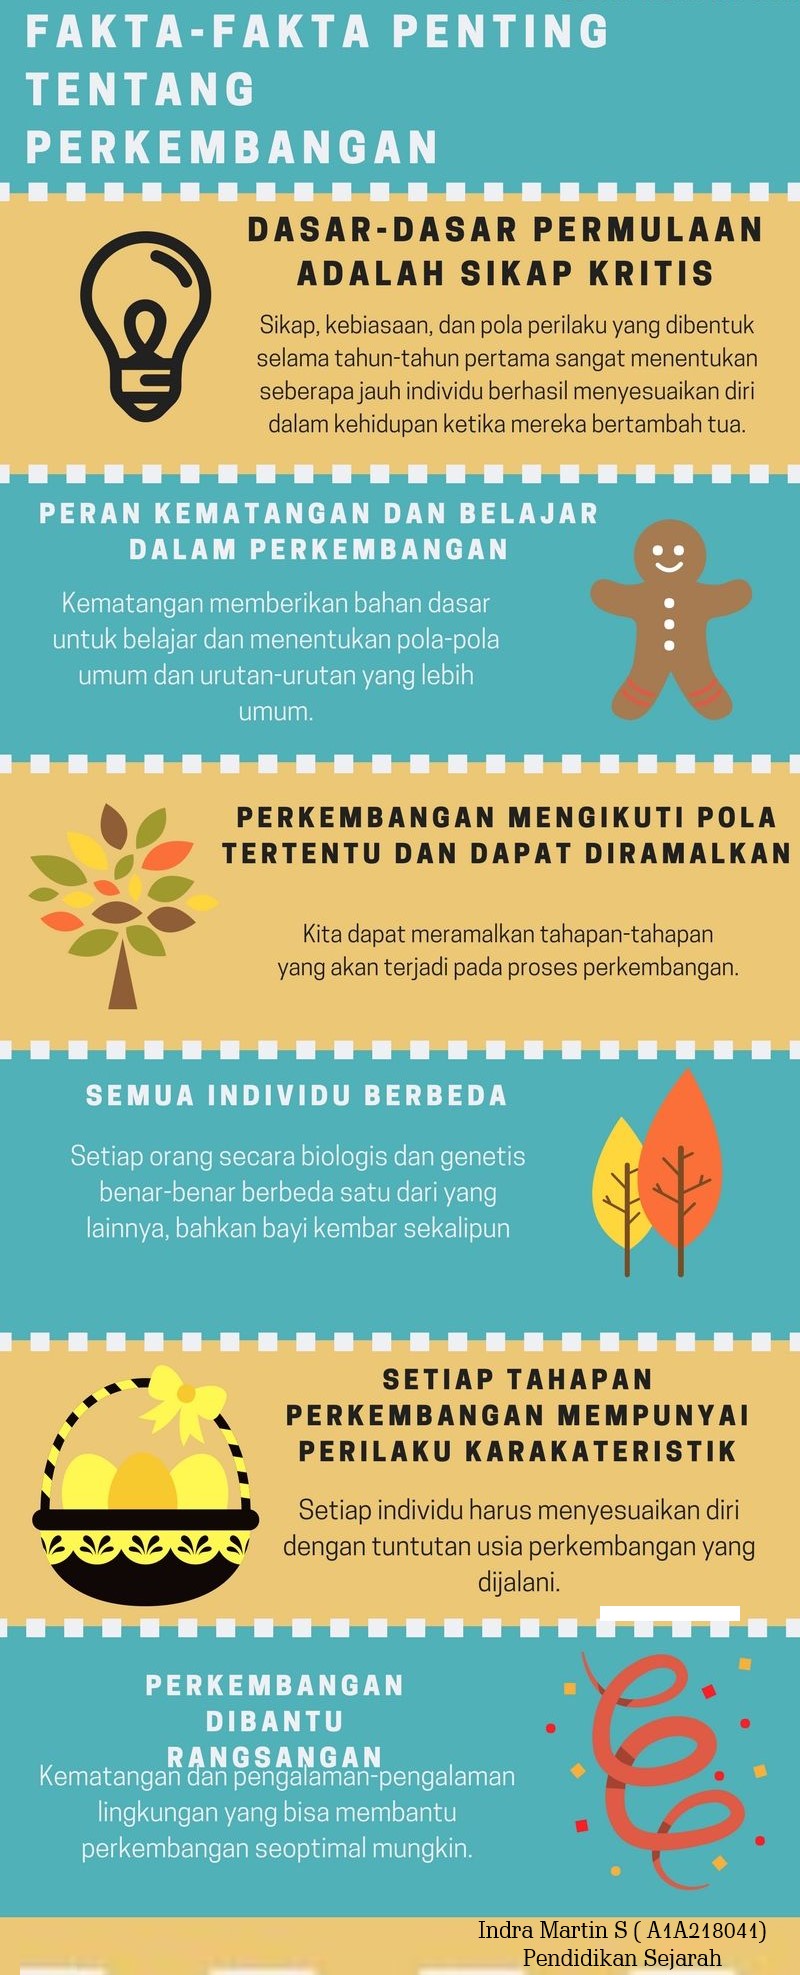 FAKTA-FAKTA PENTING
TENTANG
PERKEMBANGAN
DASAR-DASAR PERMULAAN
ADALAH SIKAP KRITIS
Sikap, kebiasaan, dan pola perilaku yang dibentuk
selama tahun-tahun pertama sangat menentukan
seberapa jauh individu berhasil menyesuaikan diri
dalam kehidupan ketika mereka bertambah tua.
PERAN KEMATANGAN DAN BELAJAR
DALAM PERKEMBANGAN
Kematangan memberikan bahan dasar
untuk belajar dan menentukan pola-pola
umum dan urutan-urutan yang lebih
umum.
PERKEMBANGAN MENGIKUTI POLA
TERTENTU DAN DAPAT DIRAMALKAN
Kita dapat meramalkan tahapan-tahapan
yang akan terjadi pada proses perkembangan.
SEMUA INDIVIDU BERBEDA
Setiap orang secara biologis dan genetis
benar-benar berbeda satu dari yang
lainnya, bahkan bayi kembar sekalipun
SETIAP TAHAPAN
PERKEMBANGAN MEMPUNYAI
PERILAKU KARAKATERISTIK
Setiap individu harus menyesuaikan diri
dengan tuntutan usia perkembangan yang
dijalani.
PERKEMBANGAN
DIBANTU
RANGSANGAN
Kematangan dan pengalaman-pengalaman
lingkungan yang bisa membantu
perkembangan seoptimal mungkin.
Indra Martin S ( A1A218041)
Pendidikan Sejarah